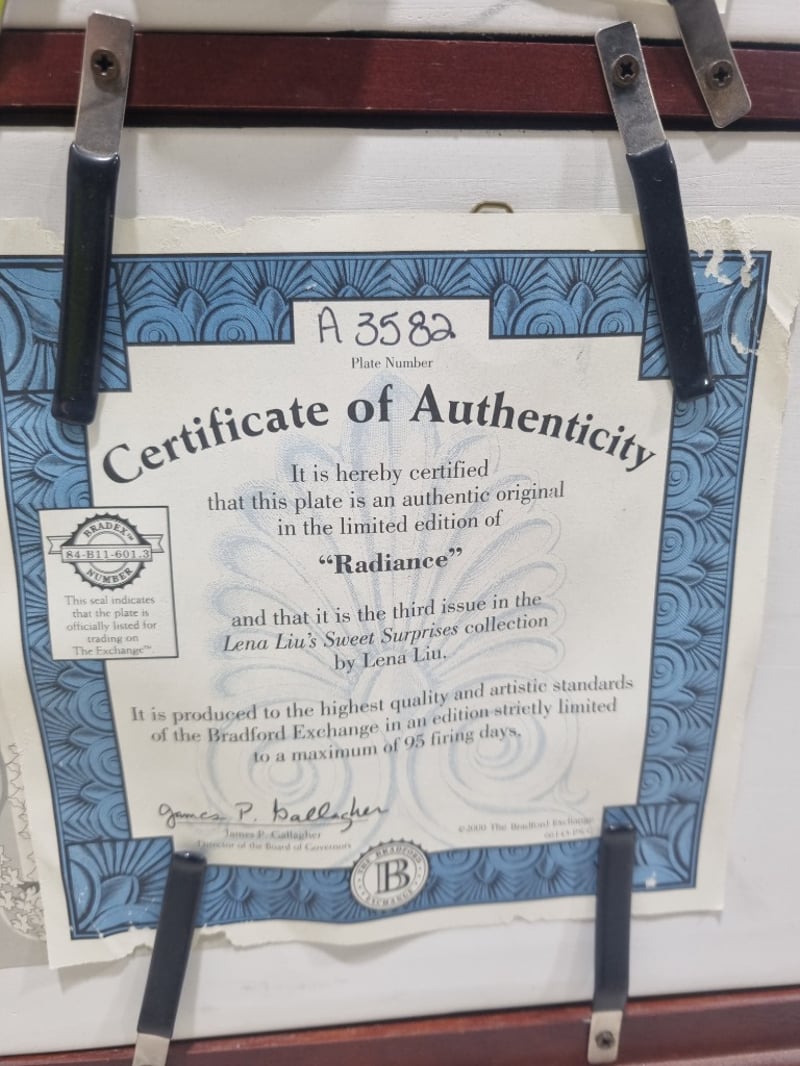 A 3582
Plate Number
Certificate of Authenticity
It is hereby certified
that this plate is an authentic original
in the limited edition of
“Radiance”
and that it is the third issue in the
Lena Liu's Sweet Surprises collection
by Lena Liu.
It is produced to the highest quality and artistic standards
of the Bradford Exchange in an edition strictly limited
to a maximum of 95 firing days.
BRADEX™
84-B11-601.3
NUMBER
This seal indicates
that the plate is
officially listed for
trading on
The Exchange™
James P. Gallagher
James P. Gallagher
Director of the Board of Governors
©2000 The Bradford Exchange
THE BRADFORD
B
EXCHANGE